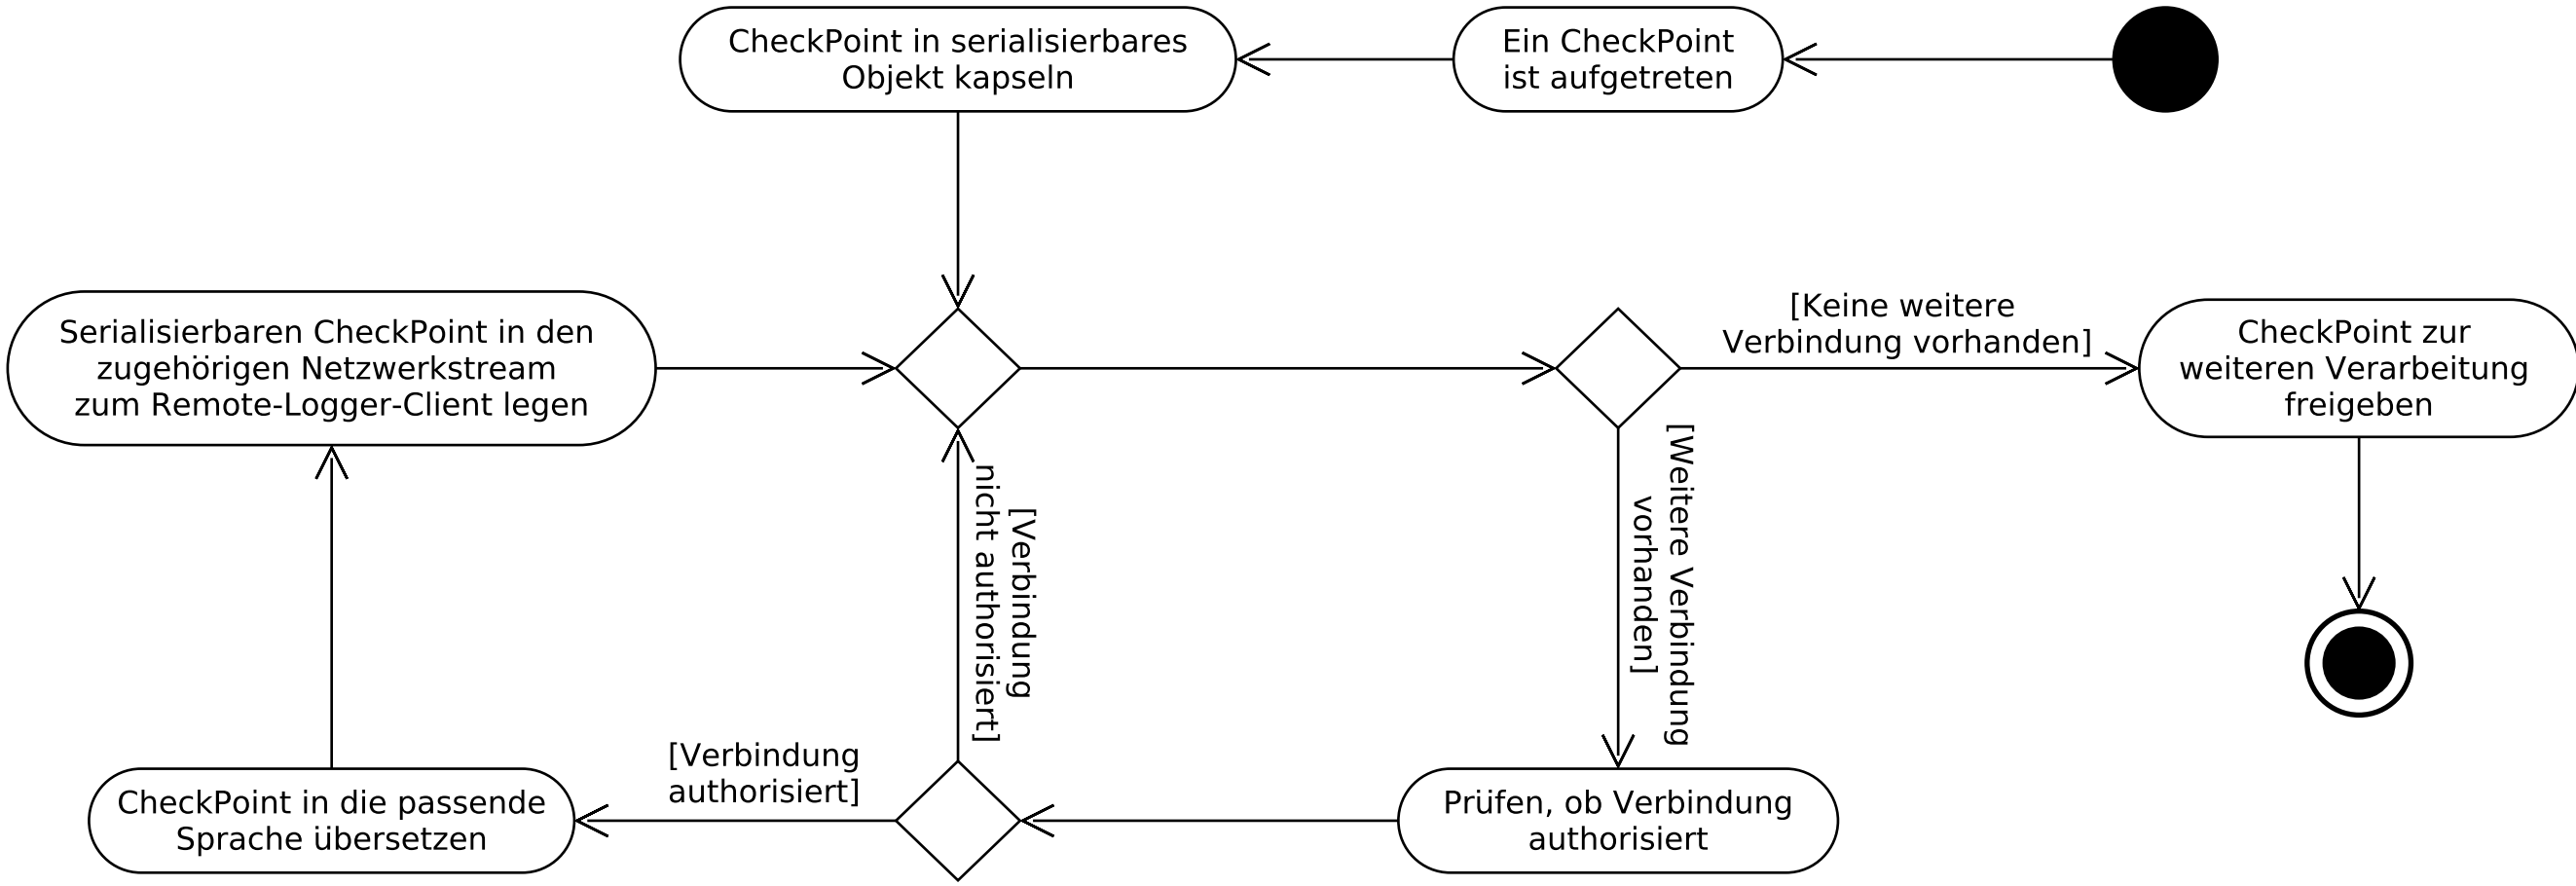 CheckPoint in serialisierbares
Objekt kapseln
Ein CheckPoint
ist aufgetreten
Serialisierbaren CheckPoint in den
zugehörigen Netzwerkstream
zum Remote-Logger-Client legen
[Keine weitere
Verbindung vorhanden]
CheckPoint zur
weiteren Verarbeitung
freigeben
[Verbindung
nicht authorisiert]
[Weitere Verbindung
vorhanden]
[Verbindung
authorisiert]
CheckPoint in die passende
Sprache übersetzen
Prüfen, ob Verbindung
authorisiert